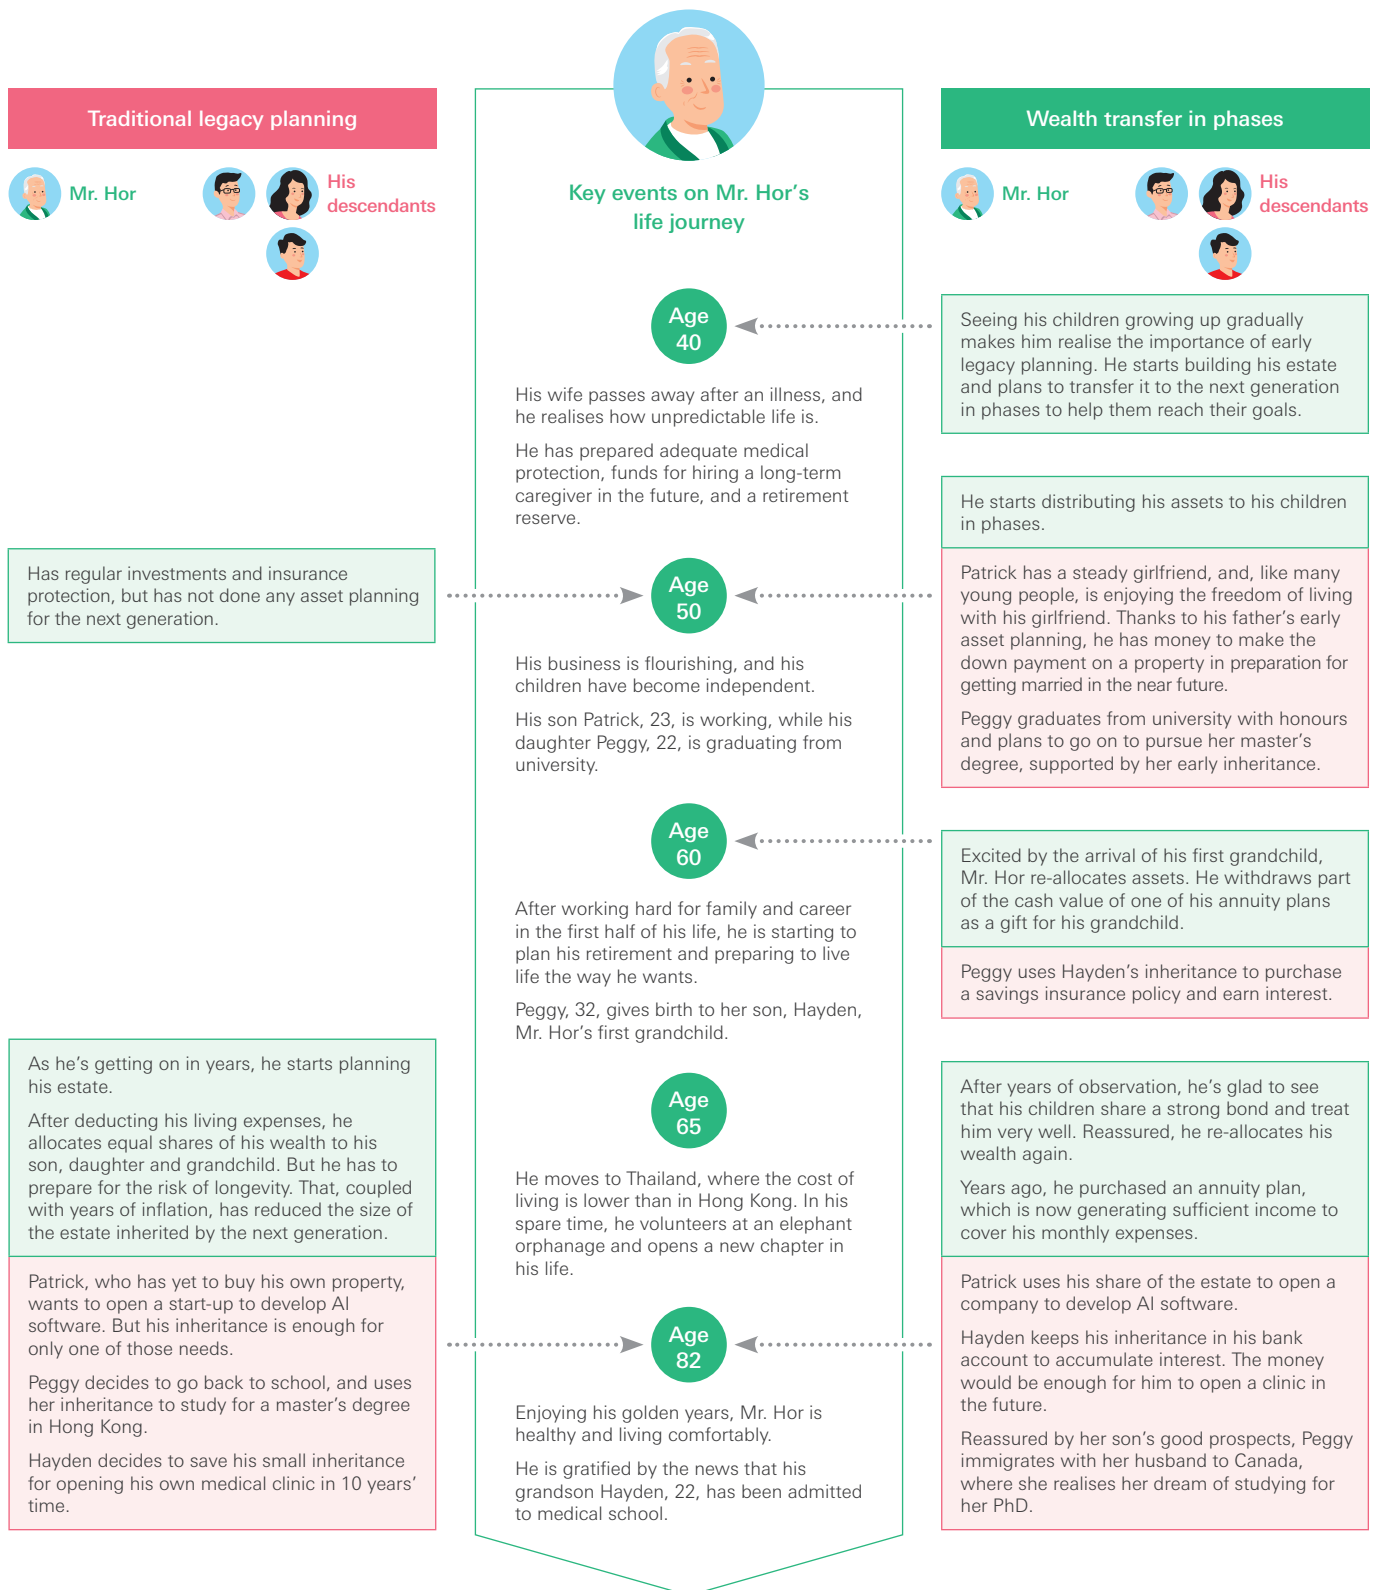 Traditional legacy planning
Mr. Hor
His
descendants
Has regular investments and insurance
protection, but has not done any asset planning
for the next generation.
As he’s getting on in years, he starts planning
his estate.
After deducting his living expenses, he
allocates equal shares of his wealth to his
son, daughter and grandchild. But he has to
prepare for the risk of longevity. That, coupled
with years of inflation, has reduced the size of
the estate inherited by the next generation.
Patrick, who has yet to buy his own property,
wants to open a start-up to develop AI
software. But his inheritance is enough for
only one of those needs.
Peggy decides to go back to school, and uses
her inheritance to study for a master’s degree
in Hong Kong.
Hayden decides to save his small inheritance
for opening his own medical clinic in 10 years’
time.
Key events on Mr. Hor’s
life journey
Age
40
His wife passes away after an illness, and
he realises how unpredictable life is.
He has prepared adequate medical
protection, funds for hiring a long-term
caregiver in the future, and a retirement
reserve.
Age
50
His business is flourishing, and his
children have become independent.
His son Patrick, 23, is working, while his
daughter Peggy, 22, is graduating from
university.
Age
60
After working hard for family and career
in the first half of his life, he is starting to
plan his retirement and preparing to live
life the way he wants.
Peggy, 32, gives birth to her son, Hayden,
Mr. Hor’s first grandchild.
Age
65
He moves to Thailand, where the cost of
living is lower than in Hong Kong. In his
spare time, he volunteers at an elephant
orphanage and opens a new chapter in
his life.
Age
82
Enjoying his golden years, Mr. Hor is
healthy and living comfortably.
He is gratified by the news that his
grandson Hayden, 22, has been admitted
to medical school.
Wealth transfer in phases
Mr. Hor
His
descendants
Seeing his children growing up gradually
makes him realise the importance of early
legacy planning. He starts building his estate
and plans to transfer it to the next generation
in phases to help them reach their goals.
He starts distributing his assets to his children
in phases.
Patrick has a steady girlfriend, and, like many
young people, is enjoying the freedom of living
with his girlfriend. Thanks to his father’s early
asset planning, he has money to make the
down payment on a property in preparation for
getting married in the near future.
Peggy graduates from university with honours
and plans to go on to pursue her master’s
degree, supported by her early inheritance.
Excited by the arrival of his first grandchild,
Mr. Hor re-allocates assets. He withdraws part
of the cash value of one of his annuity plans
as a gift for his grandchild.
Peggy uses Hayden’s inheritance to purchase
a savings insurance policy and earn interest.
After years of observation, he’s glad to see
that his children share a strong bond and treat
him very well. Reassured, he re-allocates his
wealth again.
Years ago, he purchased an annuity plan,
which is now generating sufficient income to
cover his monthly expenses.
Patrick uses his share of the estate to open a
company to develop AI software.
Hayden keeps his inheritance in his bank
account to accumulate interest. The money
would be enough for him to open a clinic in
the future.
Reassured by her son’s good prospects, Peggy
immigrates with her husband to Canada,
where she realises her dream of studying for
her PhD.